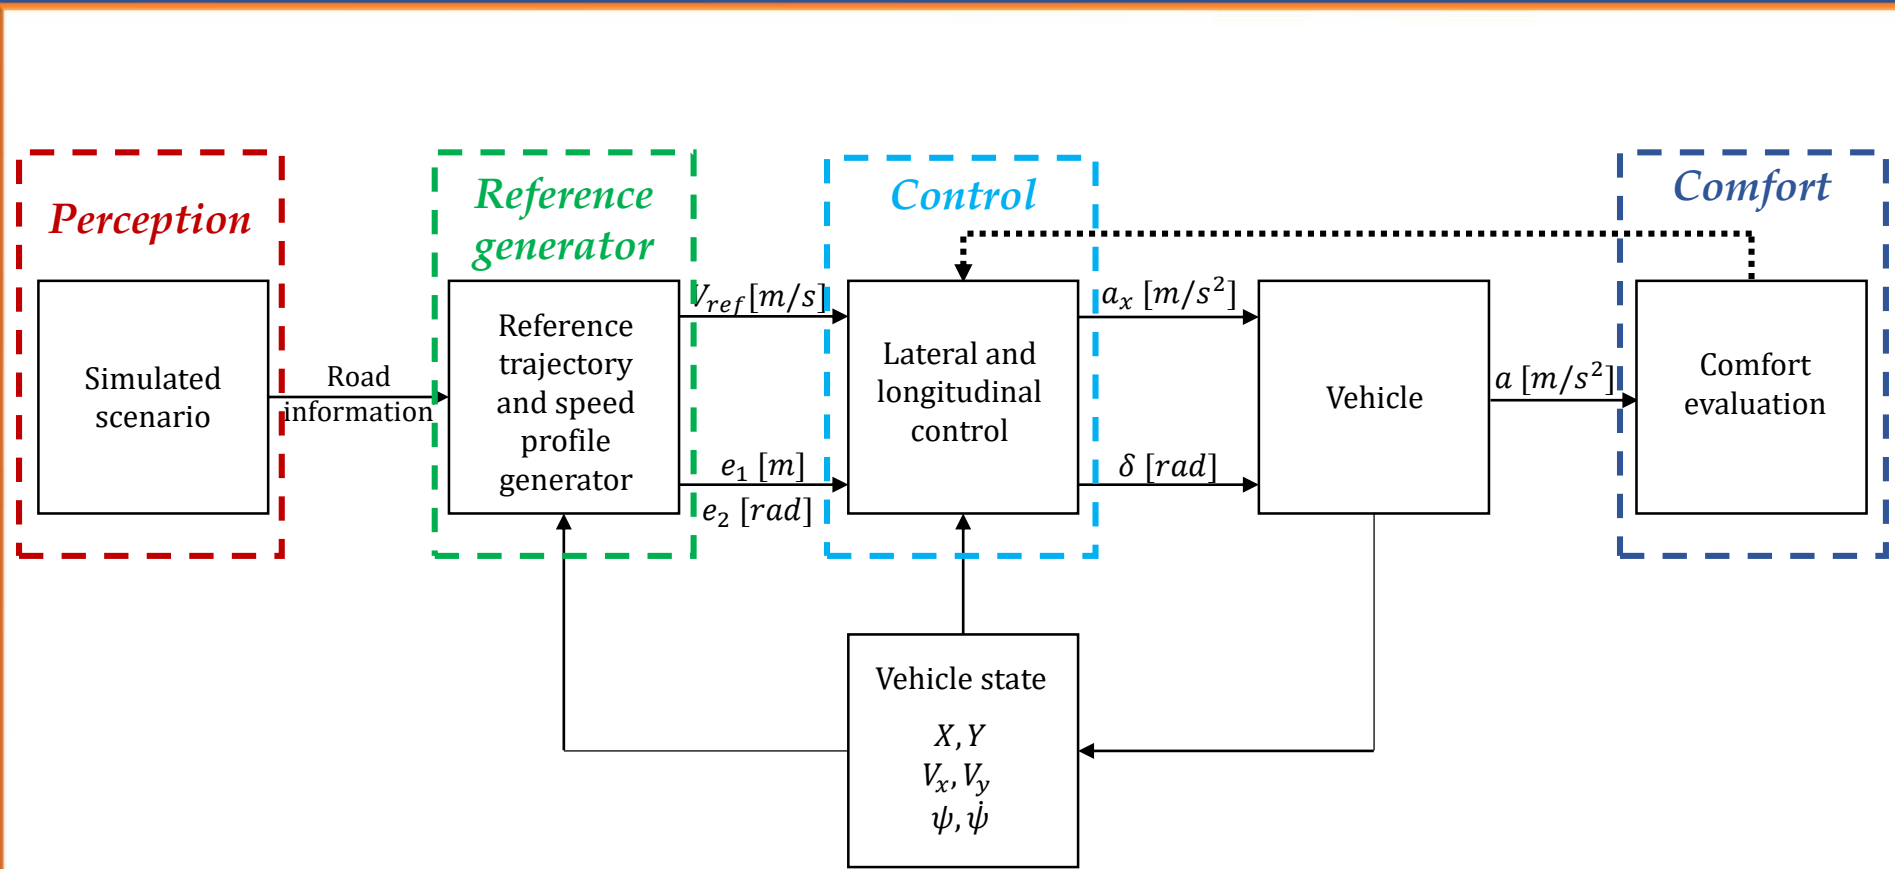 Perception
Simulated
scenario
Road
information
Reference
generator
Reference
trajectory
and speed
profile
generator
V_ref [m/s]
e_1 [m]
e_2 [rad]
Control
Lateral and
longitudinal
control
a_x [m/s^2]
δ [rad]
Vehicle
a [m/s^2]
Comfort
Comfort
evaluation
Vehicle state
X, Y
V_x, V_y
ψ, ψ̇